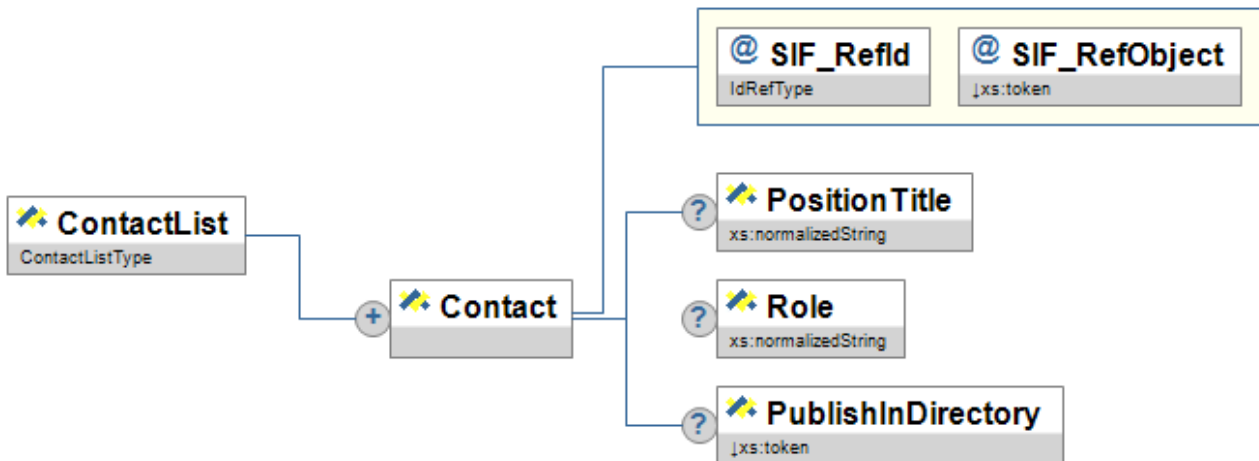 @ SIF_RefId
IdRefType
@ SIF_RefObject
↓xs:token
ContactList
ContactListType
+
Contact
?
PositionTitle
xs:normalizedString
?
Role
xs:normalizedString
?
PublishInDirectory
↓xs:token